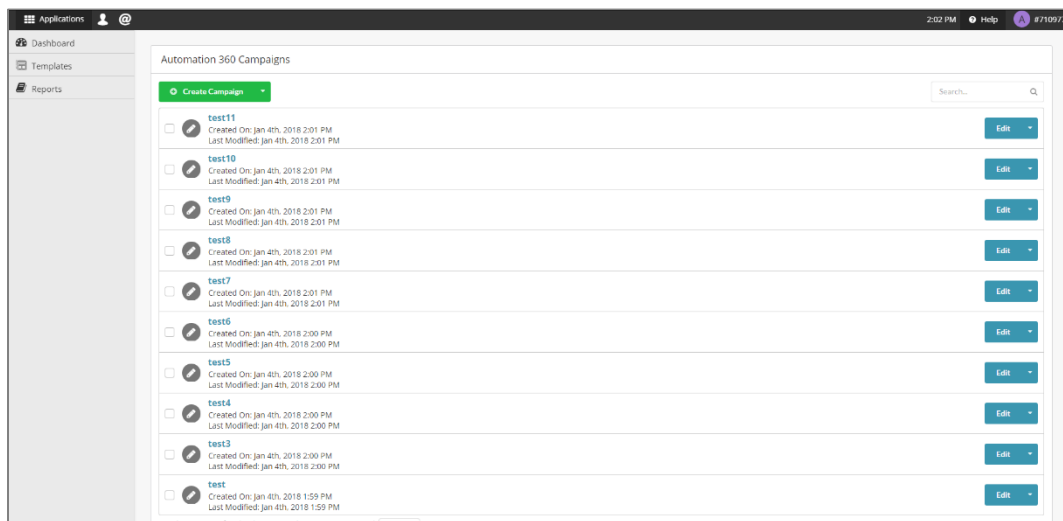 Applications @ 2:02 PM Help A #71097
Dashboard
Templates
Reports
Automation 360 Campaigns
Create Campaign Search...
test11
Created On: Jan 4th, 2018 2:01 PM
Last Modified: Jan 4th, 2018 2:01 PM
Edit
test10
Created On: Jan 4th, 2018 2:01 PM
Last Modified: Jan 4th, 2018 2:01 PM
Edit
test9
Created On: Jan 4th, 2018 2:01 PM
Last Modified: Jan 4th, 2018 2:01 PM
Edit
test8
Created On: Jan 4th, 2018 2:01 PM
Last Modified: Jan 4th, 2018 2:01 PM
Edit
test7
Created On: Jan 4th, 2018 2:01 PM
Last Modified: Jan 4th, 2018 2:01 PM
Edit
test6
Created On: Jan 4th, 2018 2:00 PM
Last Modified: Jan 4th, 2018 2:00 PM
Edit
test5
Created On: Jan 4th, 2018 2:00 PM
Last Modified: Jan 4th, 2018 2:00 PM
Edit
test4
Created On: Jan 4th, 2018 2:00 PM
Last Modified: Jan 4th, 2018 2:00 PM
Edit
test3
Created On: Jan 4th, 2018 2:00 PM
Last Modified: Jan 4th, 2018 2:00 PM
Edit
test
Created On: Jan 4th, 2018 1:59 PM
Last Modified: Jan 4th, 2018 1:59 PM
Edit